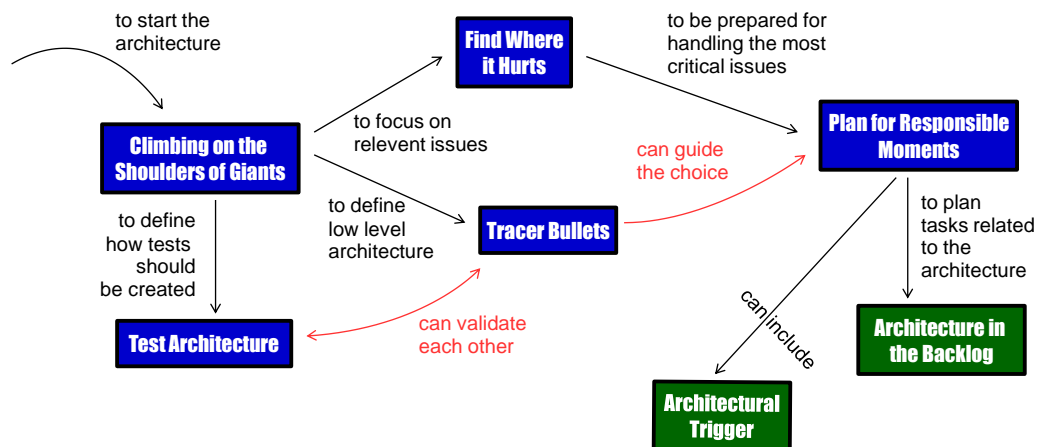 to start the
architecture
Find Where
it Hurts
to be prepared for
handling the most
critical issues
Climbing on the
Shoulders of Giants
to focus on
relevent issues
can guide
the choice
Plan for Responsible
Moments
to define
how tests
should
be created
to define
low level
architecture
Tracer Bullets
to plan
tasks related
to the
architecture
Test Architecture
can validate
each other
can include
Architecture in
the Backlog
Architectural
Trigger